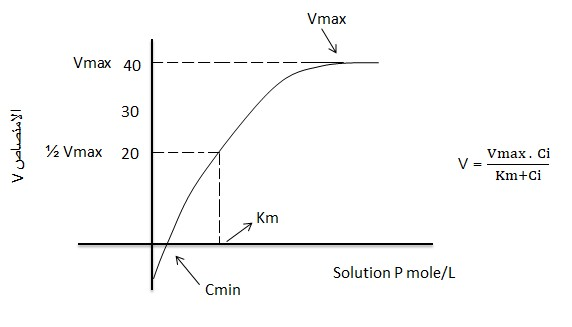 Vmax
Vmax 40
30
½ Vmax 20
الامتصاص V
V = Vmax . Ci
Km+Ci
Km
Solution P mole/L
Cmin